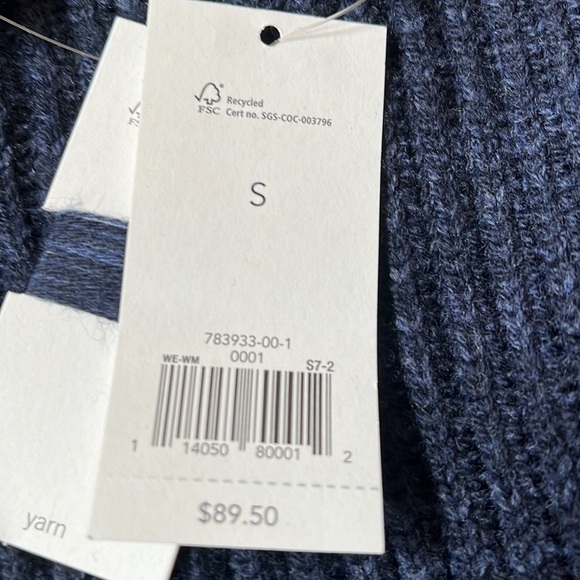 Recycled
FSC® Cert no. SGS-COC-003796
S
783933-00-1
WE-WM 0001 S7-2
1 14050 80001 2
$89.50
yarn